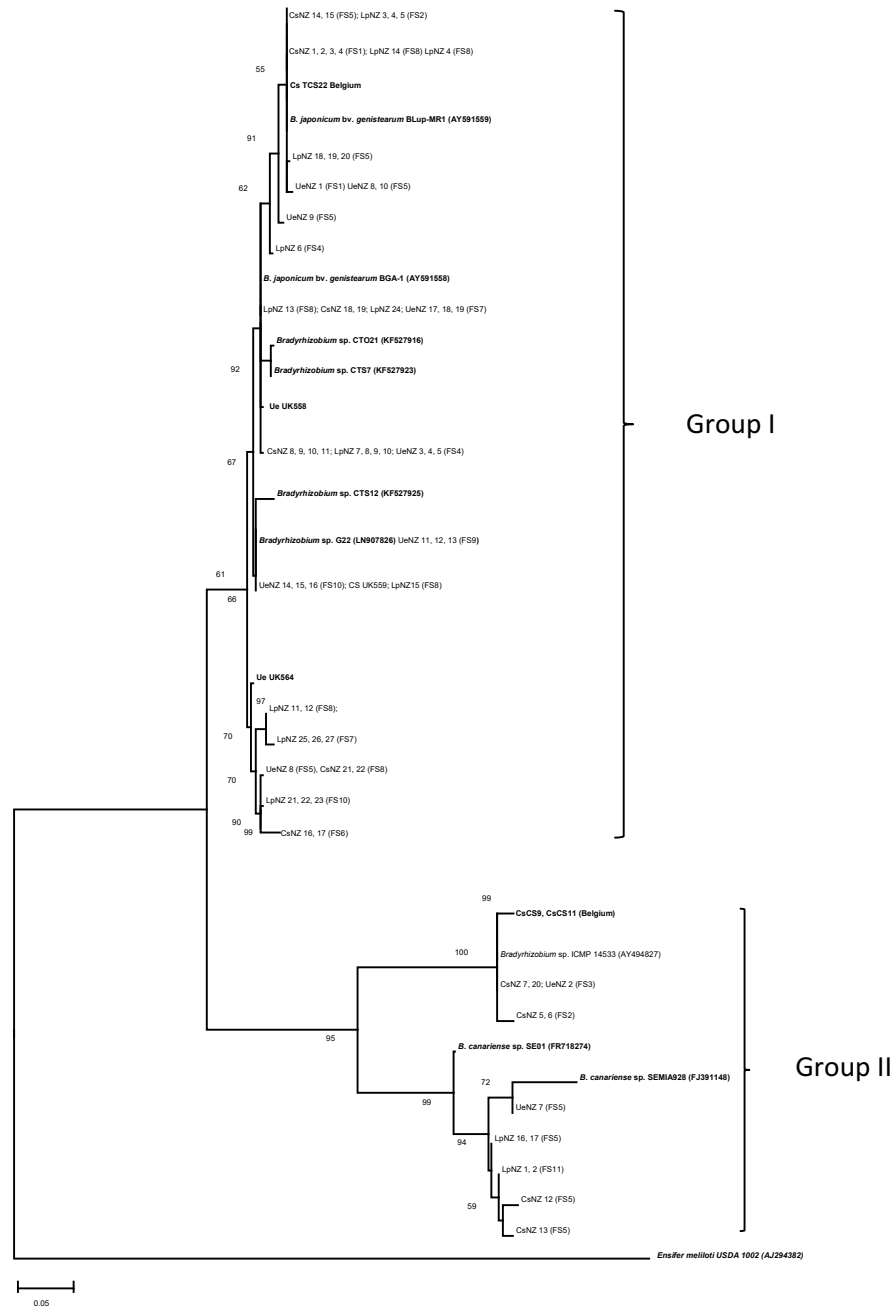 CsNZ 14, 15 (FS5); LpNZ 3, 4, 5 (FS2)
CsNZ 1, 2, 3, 4 (FS1); LpNZ 14 (FS8) LpNZ 4 (FS8)
55
Cs TCS22 Belgium
B. japonicum bv. genistearum BLup-MR1 (AY591559)
91
LpNZ 18, 19, 20 (FS5)
62
UeNZ 1 (FS1) UeNZ 8, 10 (FS5)
UeNZ 9 (FS5)
LpNZ 6 (FS4)
B. japonicum bv. genistearum BGA-1 (AY591558)
LpNZ 13 (FS8); CsNZ 18, 19; LpNZ 24; UeNZ 17, 18, 19 (FS7)
Bradyrhizobium sp. CTO21 (KF527916)
92
Bradyrhizobium sp. CTS7 (KF527923)
Ue UK558
Group I
CsNZ 8, 9, 10, 11; LpNZ 7, 8, 9, 10; UeNZ 3, 4, 5 (FS4)
67
Bradyrhizobium sp. CTS12 (KF527925)
Bradyrhizobium sp. G22 (LN907826) UeNZ 11, 12, 13 (FS9)
61
UeNZ 14, 15, 16 (FS10); CS UK559; LpNZ15 (FS8)
66
Ue UK564
97
LpNZ 11, 12 (FS8);
70
LpNZ 25, 26, 27 (FS7)
UeNZ 8 (FS5), CsNZ 21, 22 (FS8)
70
LpNZ 21, 22, 23 (FS10)
90
99
CsNZ 16, 17 (FS6)
99
CsCS9, CsCS11 (Belgium)
100
Bradyrhizobium sp. ICMP 14533 (AY494827)
CsNZ 7, 20; UeNZ 2 (FS3)
CsNZ 5, 6 (FS2)
95
B. canariense sp. SE01 (FR718274)
Group II
72
B. canariense sp. SEMIA928 (FJ391148)
99
UeNZ 7 (FS5)
94
LpNZ 16, 17 (FS5)
LpNZ 1, 2 (FS11)
59
CsNZ 12 (FS5)
CsNZ 13 (FS5)
Ensifer meliloti USDA 1002 (AJ294382)
0.05